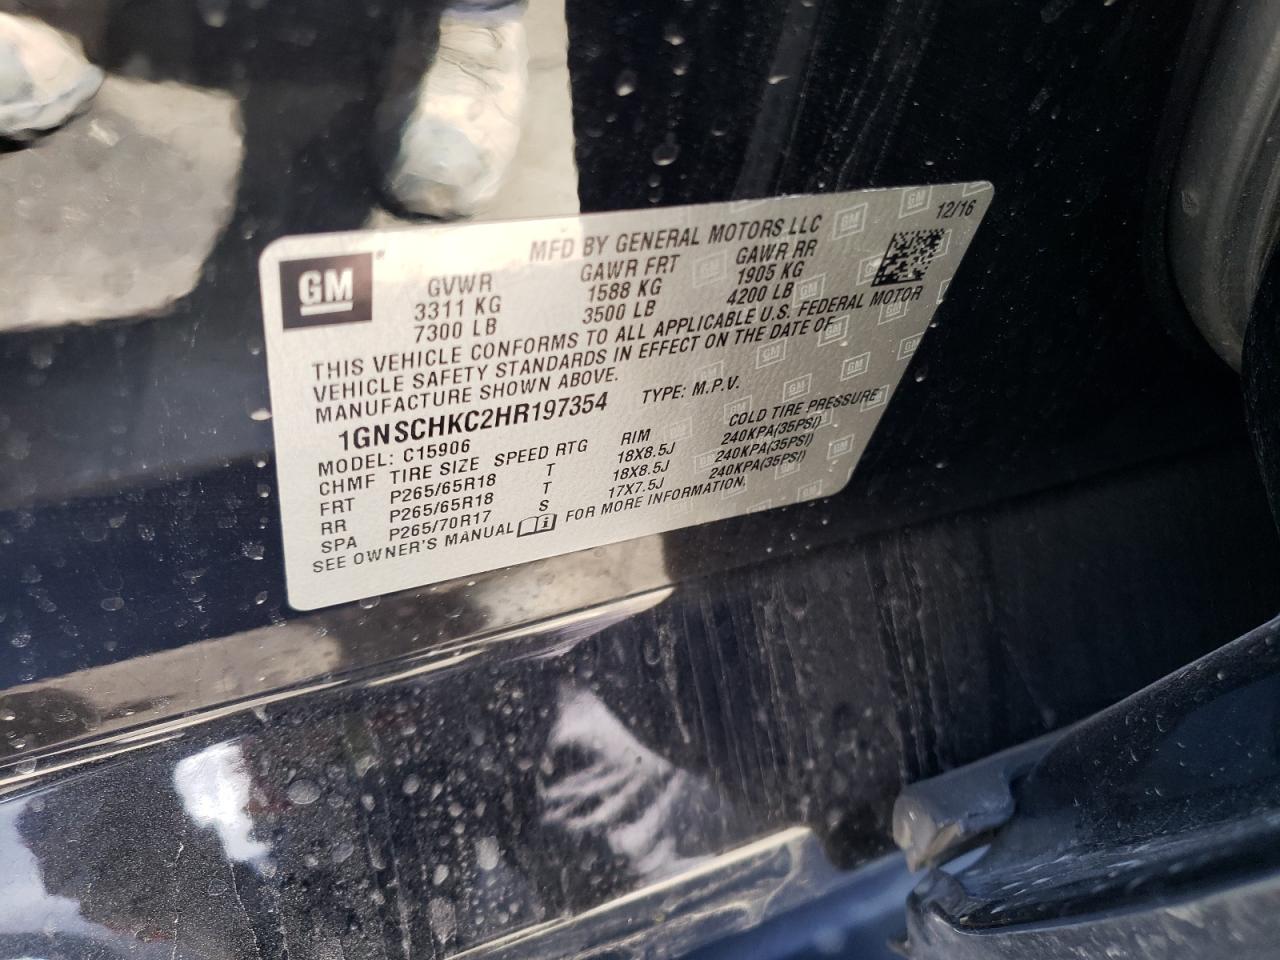 MFD BY GENERAL MOTORS LLC
12/16
GM
GVWR GAWR FRT GAWR RR
3311 KG 1588 KG 1905 KG
7300 LB 3500 LB 4200 LB
THIS VEHICLE CONFORMS TO ALL APPLICABLE U.S. FEDERAL MOTOR
VEHICLE SAFETY STANDARDS IN EFFECT ON THE DATE OF
MANUFACTURE SHOWN ABOVE.
1GNSCHKC2HR197354 TYPE: M.P.V.
MODEL: C15906
CHMF TIRE SIZE SPEED RTG RIM COLD TIRE PRESSURE
FRT P265/65R18 T 18X8.5J 240KPA(35PSI)
RR P265/65R18 T 18X8.5J 240KPA(35PSI)
SPA P265/70R17 S 17X7.5J 240KPA(35PSI)
SEE OWNER'S MANUAL FOR MORE INFORMATION.